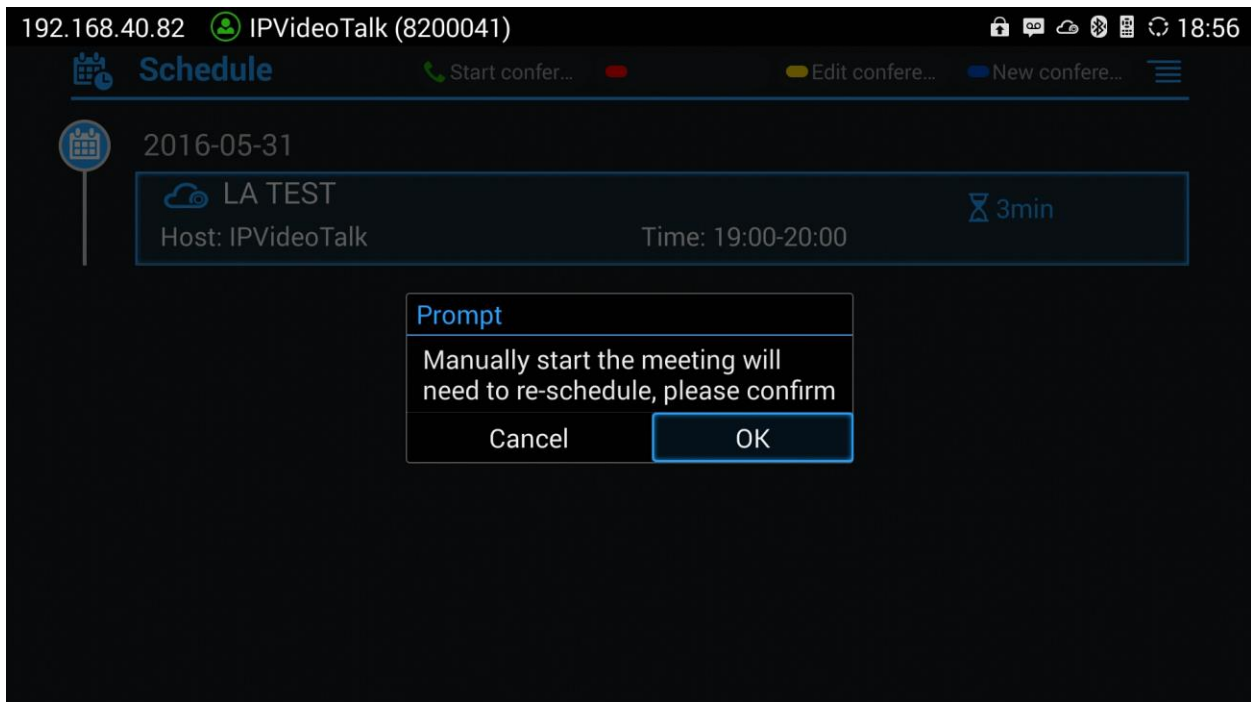 192.168.40.82 IPVideoTalk (8200041) 18:56
Schedule Start confer... Edit confere... New confere...
2016-05-31
LA TEST
3min
Host: IPVideoTalk Time: 19:00-20:00
Prompt
Manually start the meeting will
need to re-schedule, please confirm
Cancel OK